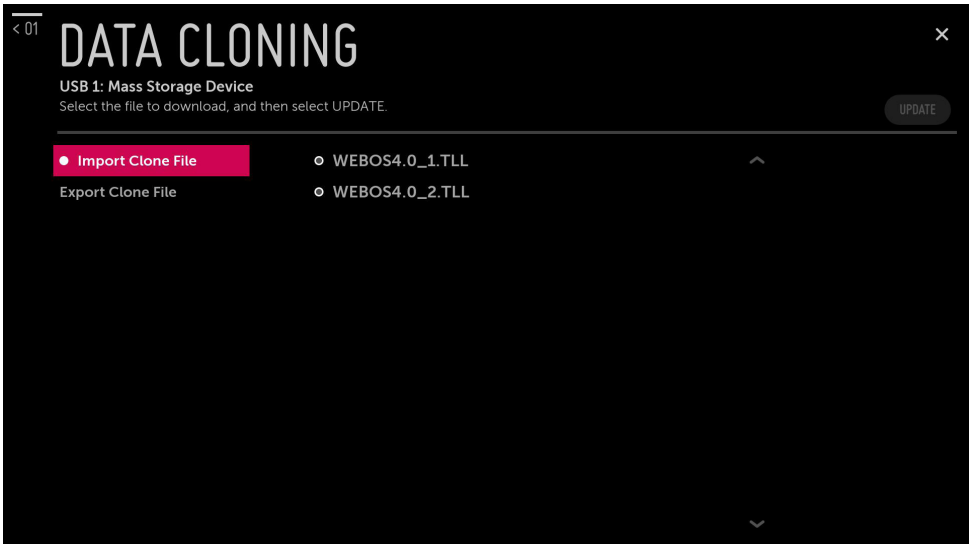 < 01
DATA CLONING
USB 1: Mass Storage Device
Select the file to download, and then select UPDATE.
UPDATE
Import Clone File
WEBOS4.0_1.TLL
Export Clone File
WEBOS4.0_2.TLL